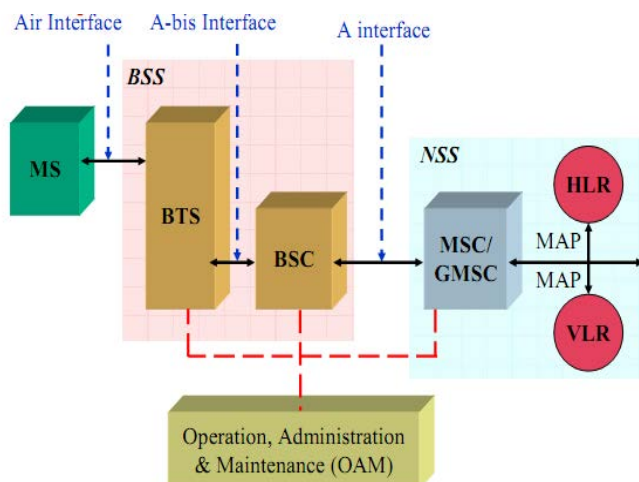 Air Interface
A-bis Interface
A interface
BSS
NSS
MS
BTS
BSC
MSC/
GMSC
HLR
MAP
MAP
VLR
Operation, Administration
& Maintenance (OAM)